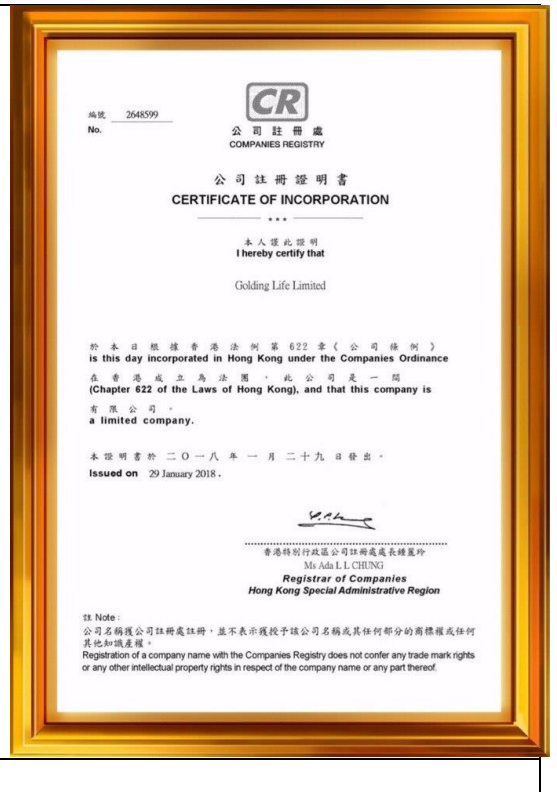 編號 2648599
No.
CR
公司註冊處
COMPANIES REGISTRY
公司註冊證明書
CERTIFICATE OF INCORPORATION
***
本人謹此證明
I hereby certify that
Golding Life Limited
於本日根據香港法例第622章《公司條例》
is this day incorporated in Hong Kong under the Companies Ordinance
在香港成立為法團，此公司是一間
(Chapter 622 of the Laws of Hong Kong), and that this company is
有限公司。
a limited company.
本證明書於二O一八年一月二十九日發出。
Issued on 29 January 2018.
香港特別行政區公司註冊處處長鍾麗玲
Ms Ada L L CHUNG
Registrar of Companies
Hong Kong Special Administrative Region
註 Note :
公司名稱獲公司註冊處註冊，並不表示獲授予該公司名稱或其任何部分的商標權或任何
其他知識產權。
Registration of a company name with the Companies Registry does not confer any trade mark rights
or any other intellectual property rights in respect of the company name or any part thereof.